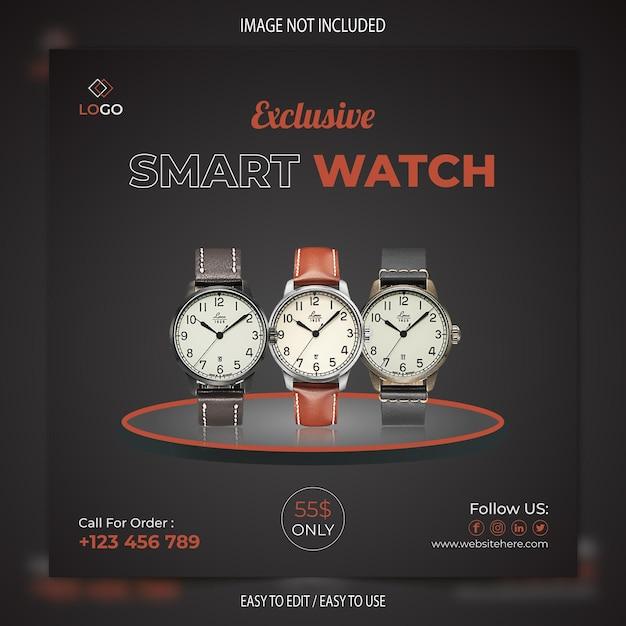 IMAGE NOT INCLUDED
LOGO
Exclusive
SMART WATCH
55$
ONLY
Call For Order :
+123 456 789
Follow US:
www.websitehere.com
EASY TO EDIT / EASY TO USE